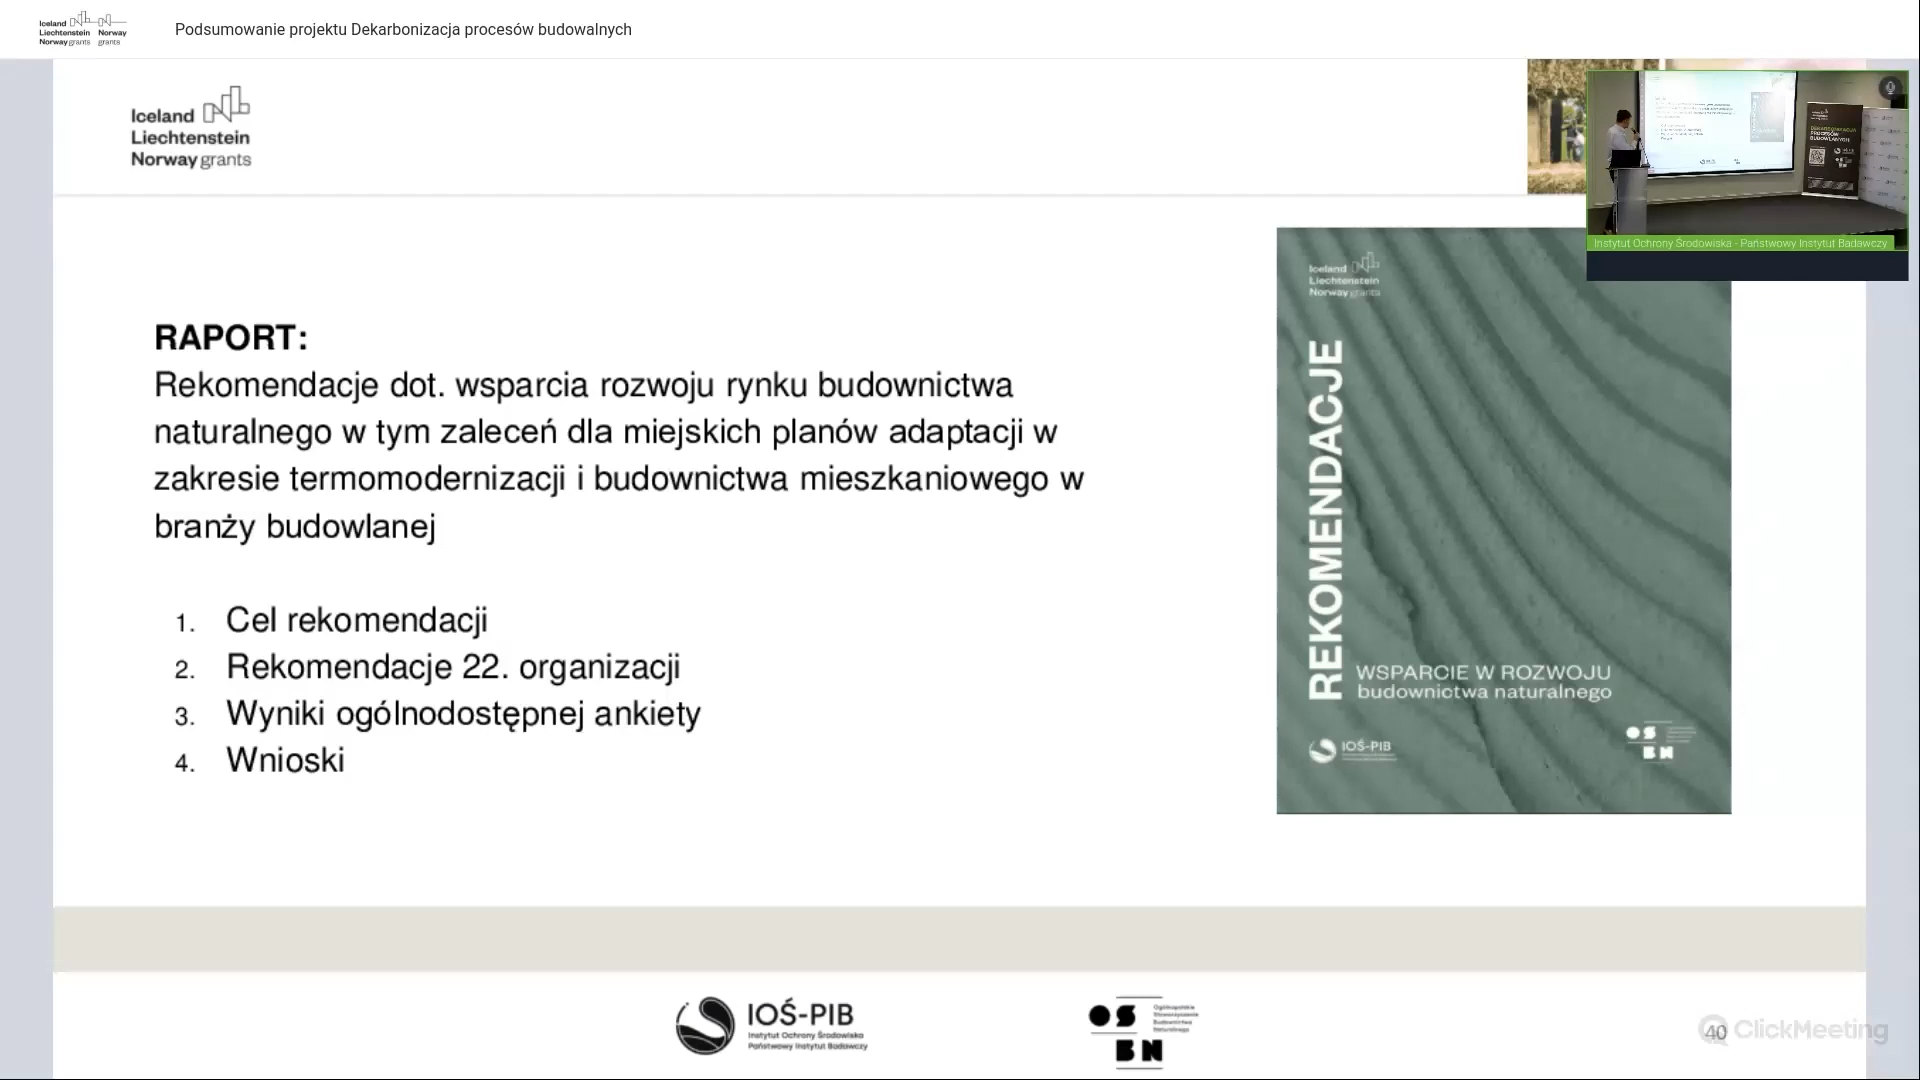 Iceland
Liechtenstein
Norway grants
Norway
grants
Podsumowanie projektu Dekarbonizacja procesów budowalnych
Iceland
Liechtenstein
Norway grants
Instytut Ochrony Środowiska - Państwowy Instytut Badawczy
RAPORT:
Rekomendacje dot. wsparcia rozwoju rynku budownictwa
naturalnego w tym zaleceń dla miejskich planów adaptacji w
zakresie termomodernizacji i budownictwa mieszkaniowego w
branży budowlanej
1. Cel rekomendacji
2. Rekomendacje 22. organizacji
3. Wyniki ogólnodostępnej ankiety
4. Wnioski
Iceland
Liechtenstein
Norway grants
REKOMENDACJE
WSPARCIE W ROZWOJU
budownictwa naturalnego
IOŚ-PIB
OS
BN
IOŚ-PIB
Instytut Ochrony Środowiska
Państwowy Instytut Badawczy
OS
BN
Ogólnopolskie
Stowarzyszenie
Budownictwa
Naturalnego
40
ClickMeeting